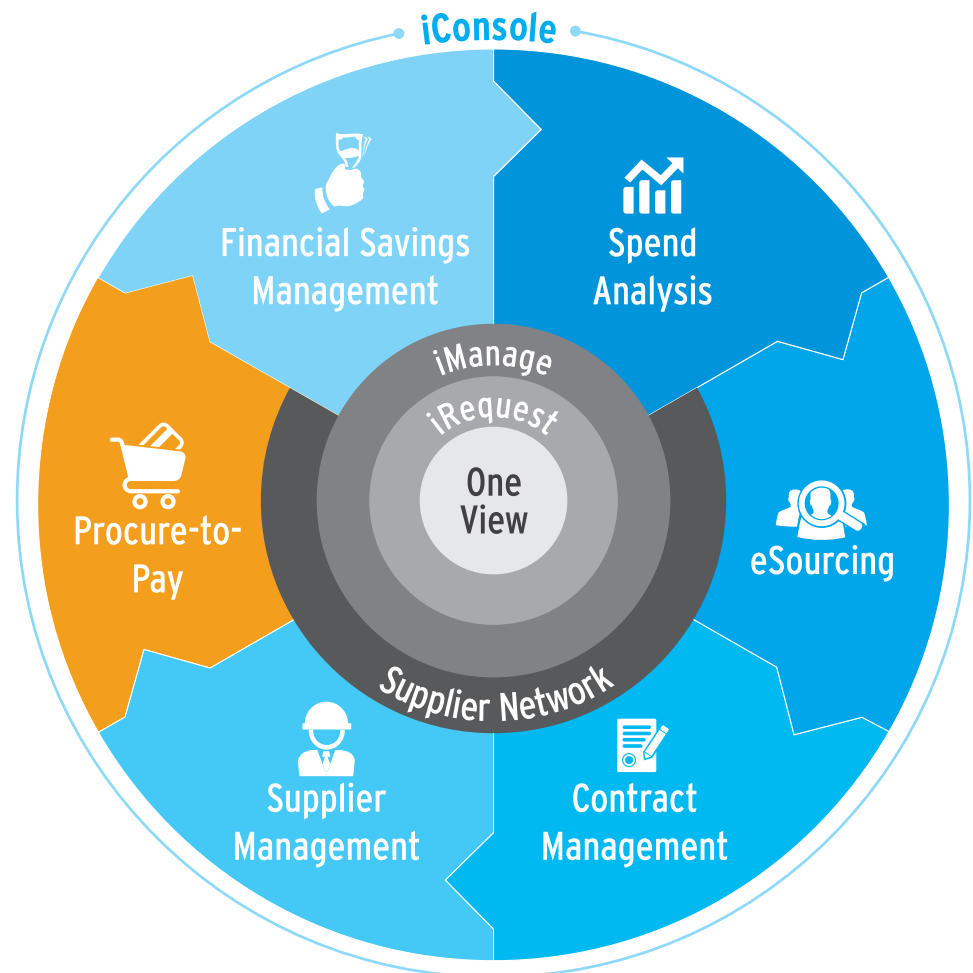 iConsole
Financial Savings
Management
Spend
Analysis
iManage
iRequest
One
View
Procure-to-
Pay
eSourcing
Supplier Network
Supplier
Management
Contract
Management